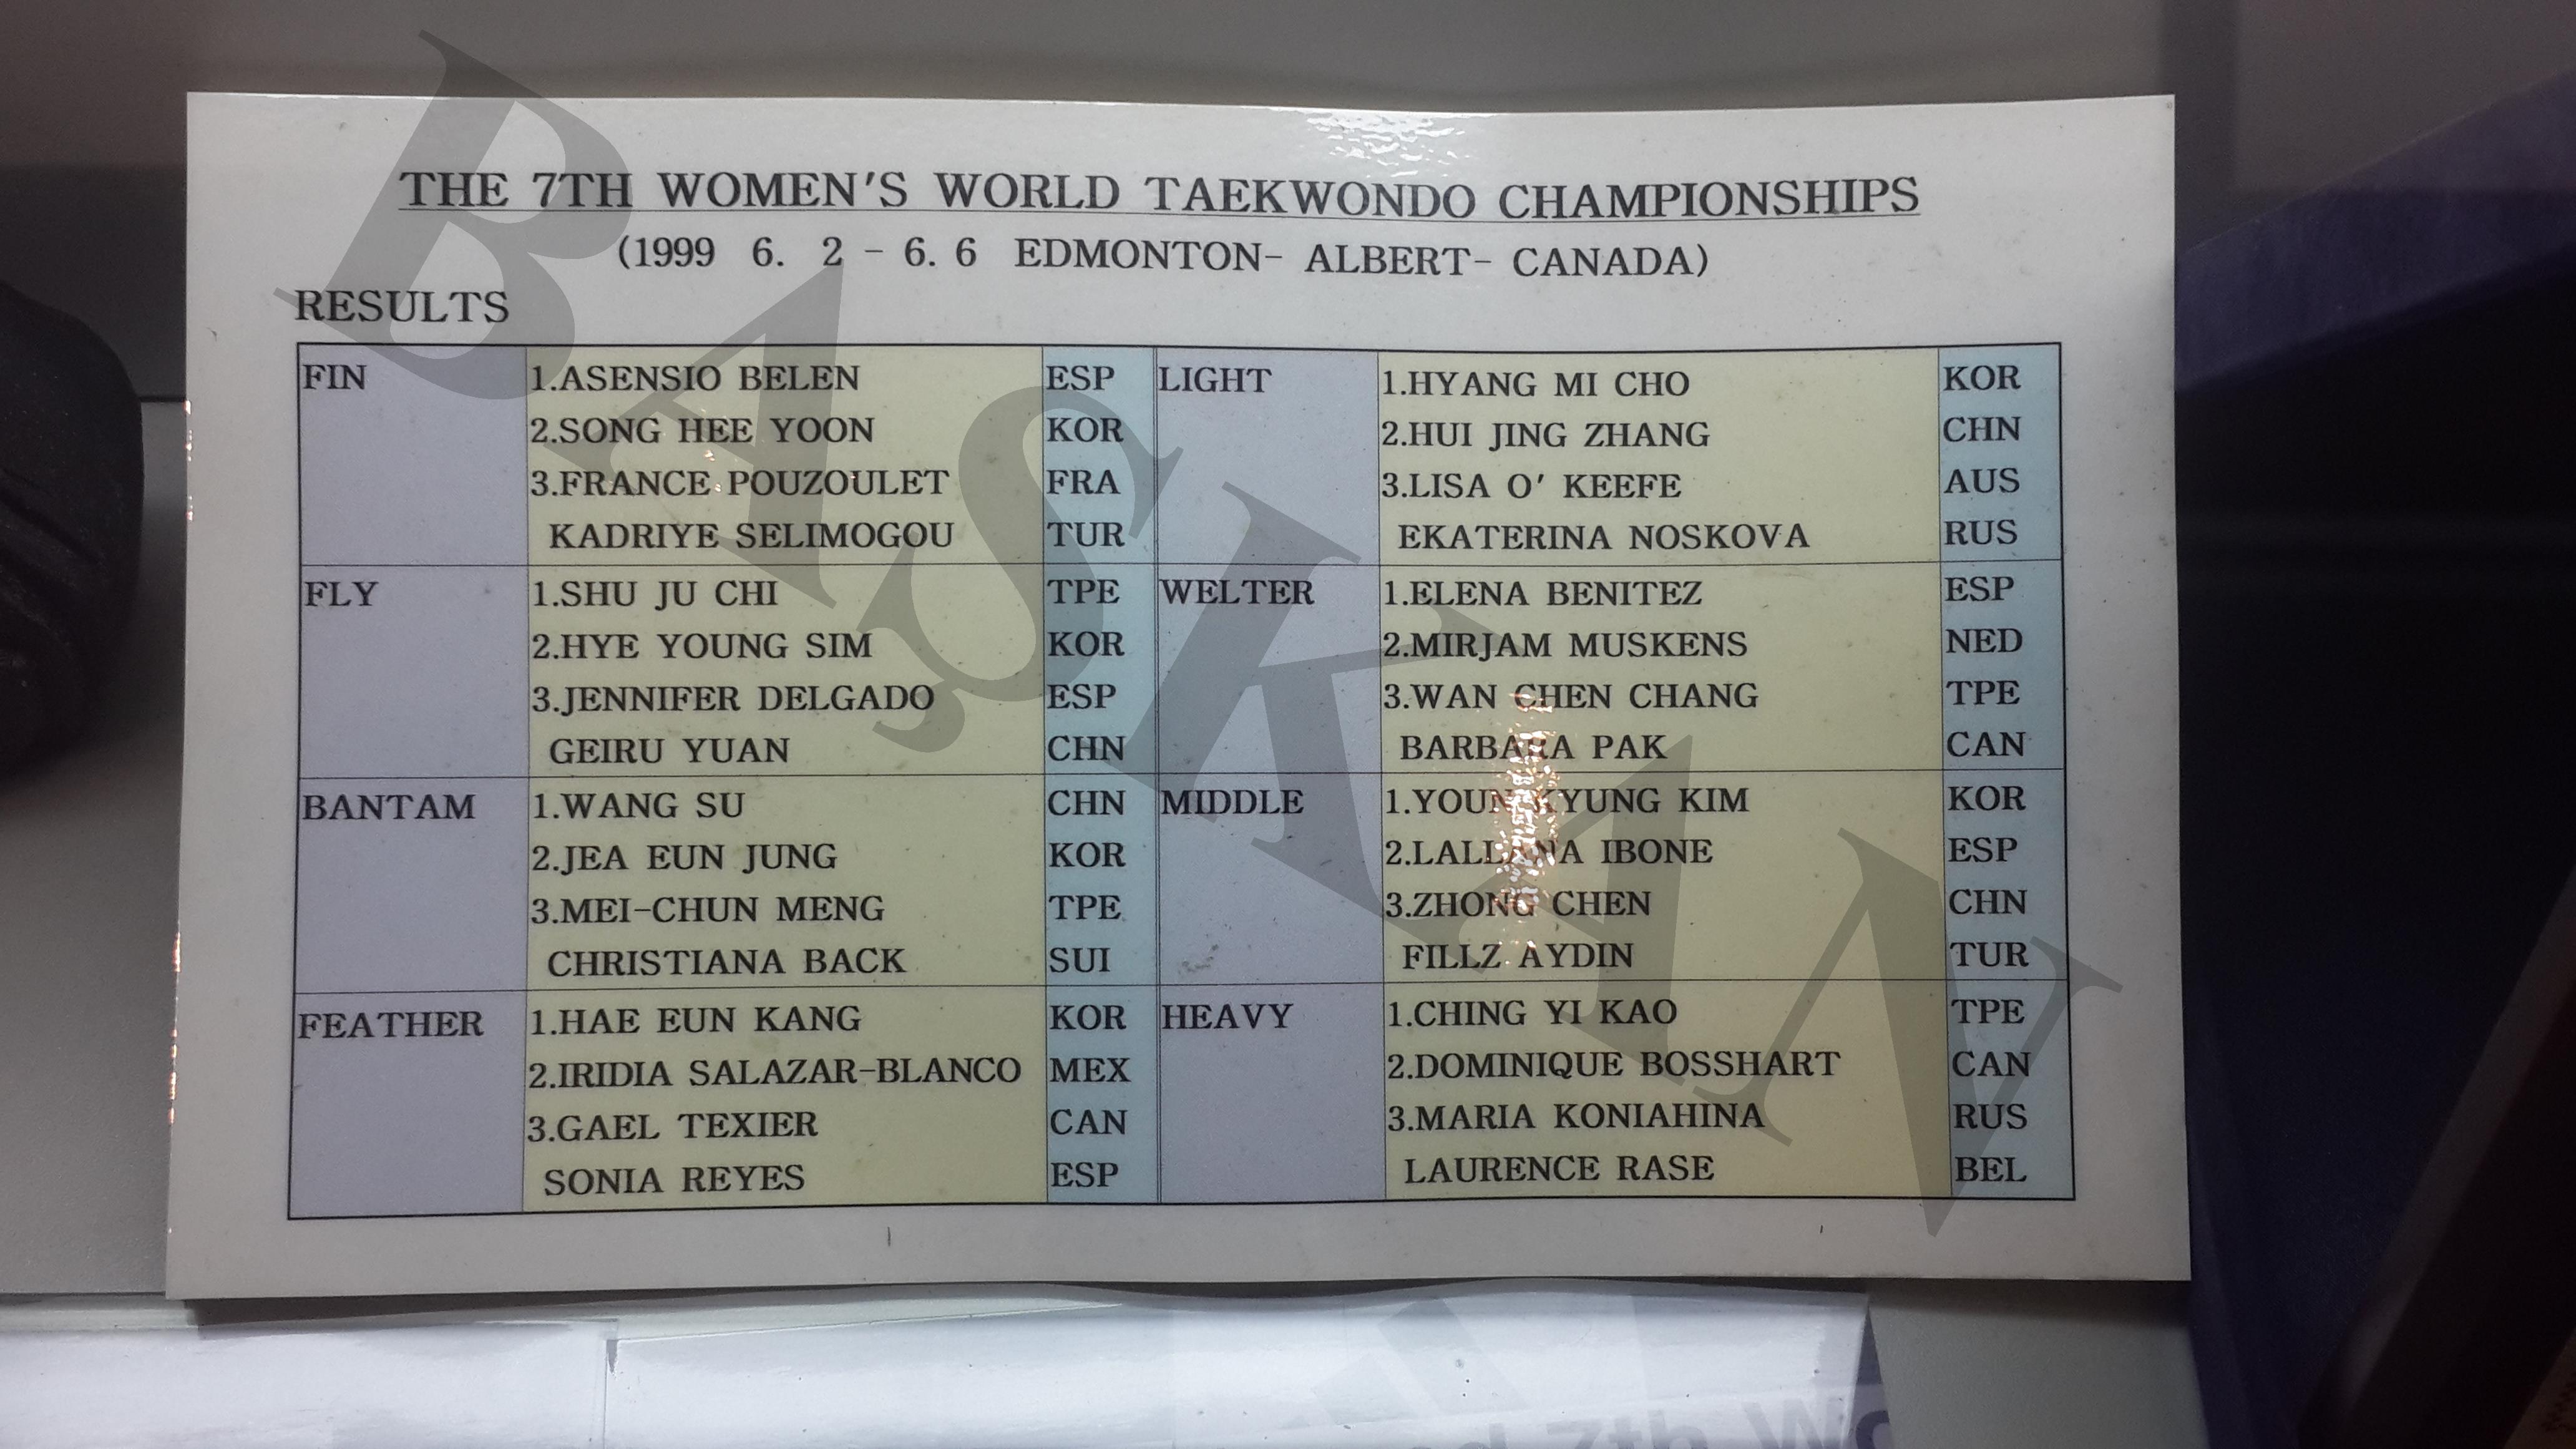 THE 7TH WOMEN'S WORLD TAEKWONDO CHAMPIONSHIPS
(1999 6. 2 - 6. 6 EDMONTON- ALBERT- CANADA)
RESULTS
FIN 1.ASENSIO BELEN ESP LIGHT 1.HYANG MI CHO KOR
2.SONG HEE YOON KOR 2.HUI JING ZHANG CHN
3.FRANCE POUZOULET FRA 3.LISA O' KEEFE AUS
KADRIYE SELIMOGOU TUR EKATERINA NOSKOVA RUS
FLY 1.SHU JU CHI TPE WELTER 1.ELENA BENITEZ ESP
2.HYE YOUNG SIM KOR 2.MIRJAM MUSKENS NED
3.JENNIFER DELGADO ESP 3.WAN CHEN CHANG TPE
GEIRU YUAN CHN BARBARA PAK CAN
BANTAM 1.WANG SU CHN MIDDLE 1.YOUN KYUNG KIM KOR
2.JEA EUN JUNG KOR 2.LALLANA IBONE ESP
3.MEI-CHUN MENG TPE 3.ZHONG CHEN CHN
CHRISTIANA BACK SUI FILLZ AYDIN TUR
FEATHER 1.HAE EUN KANG KOR HEAVY 1.CHING YI KAO TPE
2.IRIDIA SALAZAR-BLANCO MEX 2.DOMINIQUE BOSSHART CAN
3.GAEL TEXIER CAN 3.MARIA KONIAHINA RUS
SONIA REYES ESP LAURENCE RASE BEL
BAŞKAN
7th